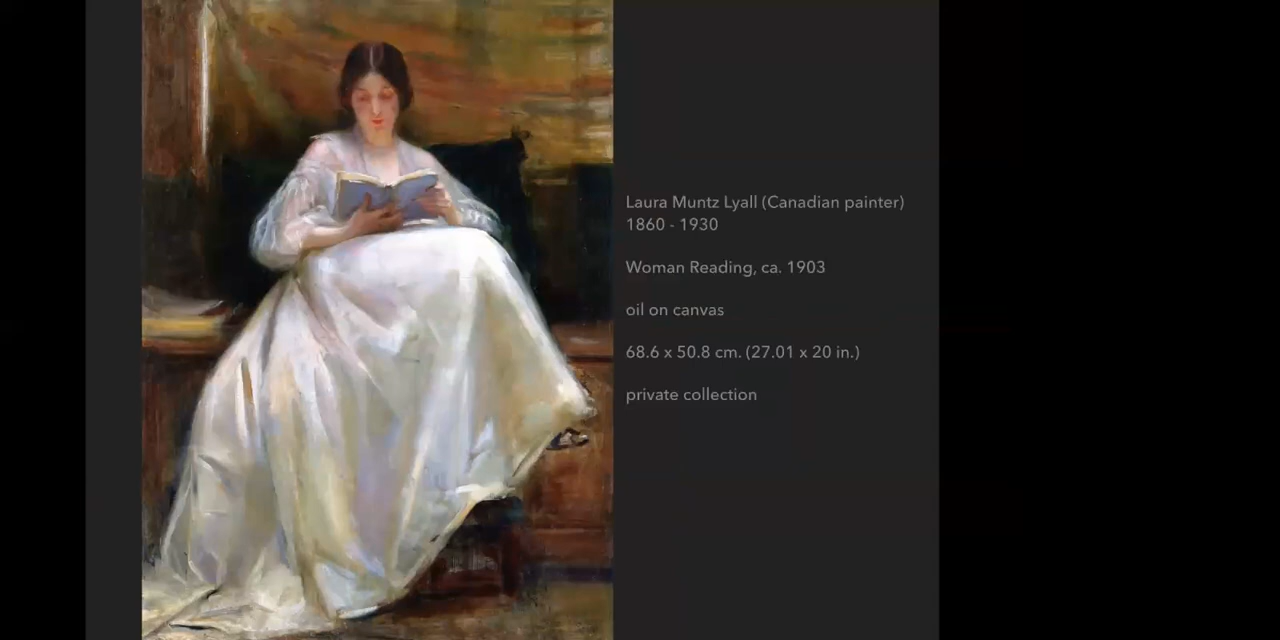 Laura Muntz Lyall (Canadian painter)
1860 - 1930
Woman Reading, ca. 1903
oil on canvas
68.6 x 50.8 cm. (27.01 x 20 in.)
private collection